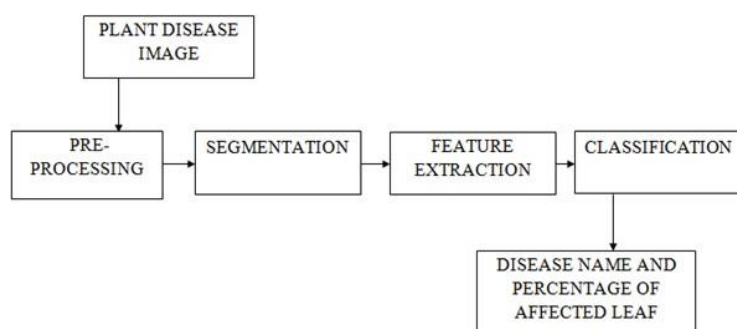 PLANT DISEASE
IMAGE
PRE-
PROCESSING
SEGMENTATION
FEATURE
EXTRACTION
CLASSIFICATION
DISEASE NAME AND
PERCENTAGE OF
AFFECTED LEAF